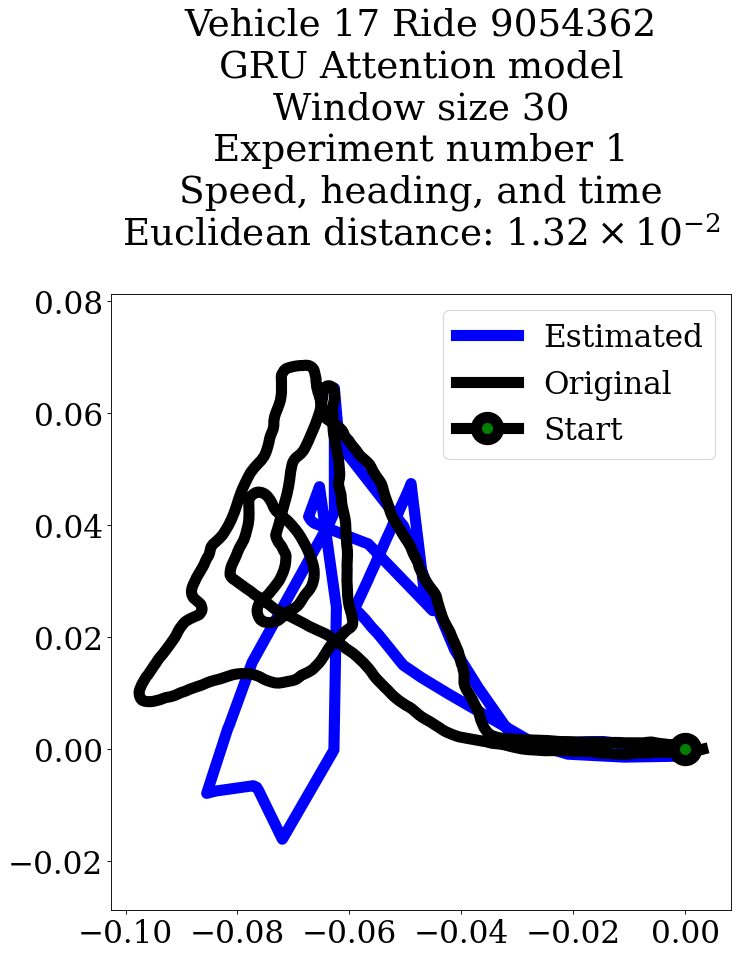 Vehicle 17 Ride 9054362
GRU Attention model
Window size 30
Experiment number 1
Speed, heading, and time
Euclidean distance: 1.32 × 10⁻²
Estimated
Original
Start
0.08
0.06
0.04
0.02
0.00
−0.02
−0.10 −0.08 −0.06 −0.04 −0.02 0.00